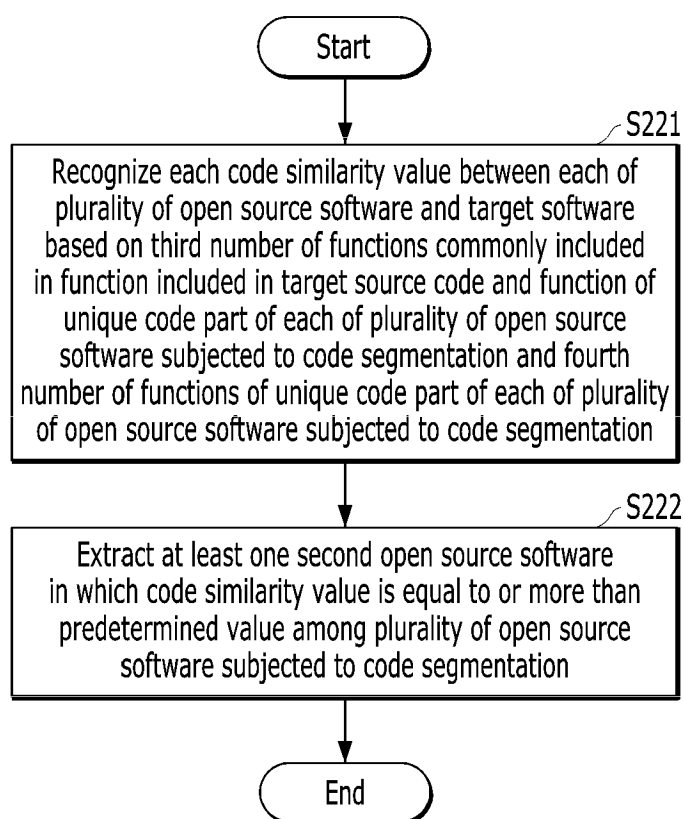 Start
S221
Recognize each code similarity value between each of
plurality of open source software and target software
based on third number of functions commonly included
in function included in target source code and function of
unique code part of each of plurality of open source
software subjected to code segmentation and fourth
number of functions of unique code part of each of plurality
of open source software subjected to code segmentation
S222
Extract at least one second open source software
in which code similarity value is equal to or more than
predetermined value among plurality of open source
software subjected to code segmentation
End